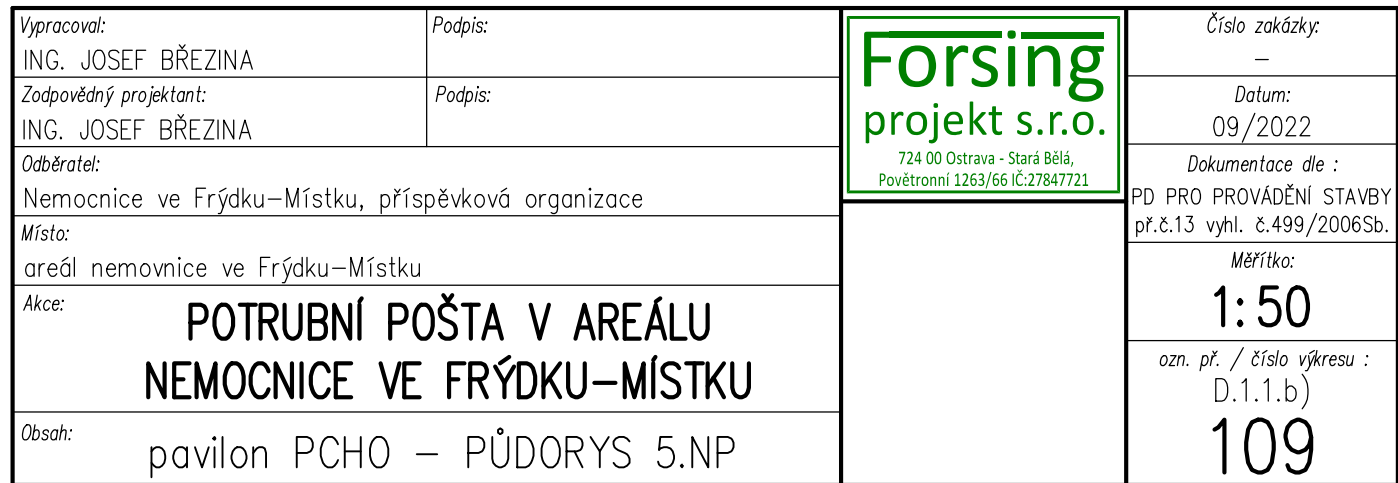 Vypracoval:
ING. JOSEF BŘEZINA
Podpis:
Zodpovědný projektant:
ING. JOSEF BŘEZINA
Podpis:
Odběratel:
Nemocnice ve Frýdku-Místku, příspěvková organizace
Místo:
areál nemovnice ve Frýdku-Místku
Akce:
POTRUBNÍ POŠTA V AREÁLU
NEMOCNICE VE FRÝDKU-MÍSTKU
Obsah:
pavilon PCHO – PŮDORYS 5.NP
Forsing
projekt s.r.o.
724 00 Ostrava - Stará Bělá,
Povětronní 1263/66 IČ:27847721
Číslo zakázky:
–
Datum:
09/2022
Dokumentace dle :
PD PRO PROVÁDĚNÍ STAVBY
př.č.13 vyhl. č.499/2006Sb.
Měřítko:
1:50
ozn. př. / číslo výkresu :
D.1.1.b)
109